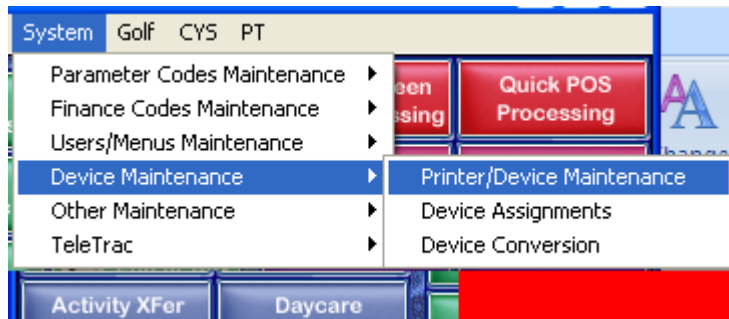 System Golf CYS PT
Parameter Codes Maintenance
Finance Codes Maintenance
Users/Menus Maintenance
Device Maintenance
Other Maintenance
TeleTrac
Printer/Device Maintenance
Device Assignments
Device Conversion
Quick POS
Processing
Activity XFer
Daycare